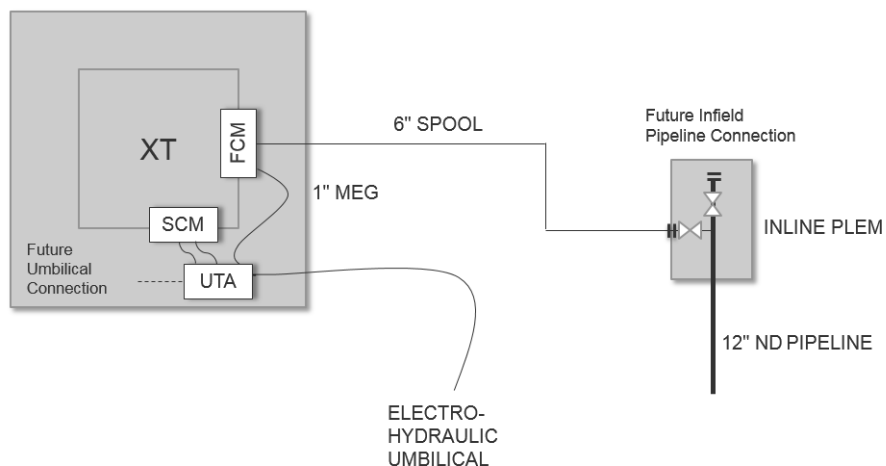 6" SPOOL
Future Infield
Pipeline Connection
XT
FCM
1" MEG
SCM
INLINE PLEM
Future
Umbilical
Connection
UTA
12" ND PIPELINE
ELECTRO-
HYDRAULIC
UMBILICAL